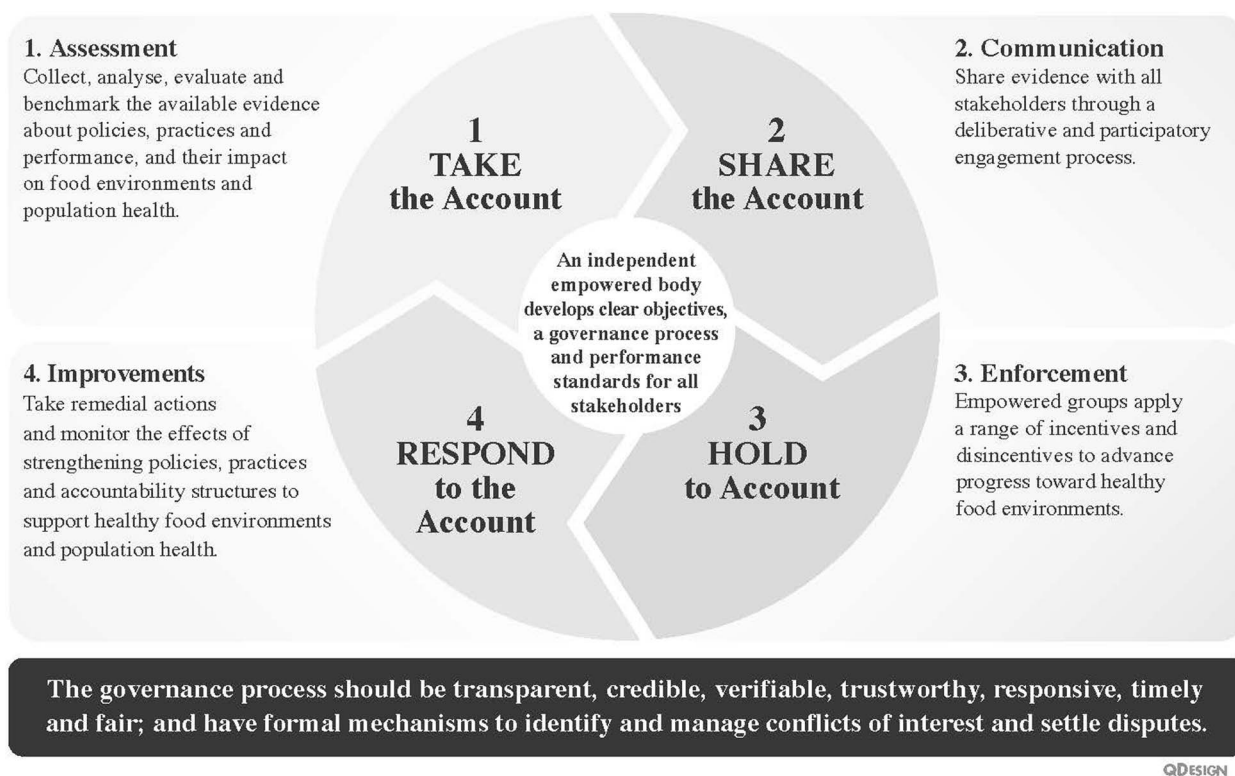 1. Assessment
Collect, analyse, evaluate and
benchmark the available evidence
about policies, practices and
performance, and their impact
on food environments and
population health.
1
TAKE
the Account
2
SHARE
the Account
2. Communication
Share evidence with all
stakeholders through a
deliberative and participatory
engagement process.
An independent
empowered body
develops clear objectives,
a governance process
and performance
standards for all
stakeholders
4. Improvements
Take remedial actions
and monitor the effects of
strengthening policies, practices
and accountability structures to
support healthy food environments
and population health.
4
RESPOND
to the
Account
3
HOLD
to Account
3. Enforcement
Empowered groups apply
a range of incentives and
disincentives to advance
progress toward healthy
food environments.
The governance process should be transparent, credible, verifiable, trustworthy, responsive, timely
and fair; and have formal mechanisms to identify and manage conflicts of interest and settle disputes.
QDESIGN